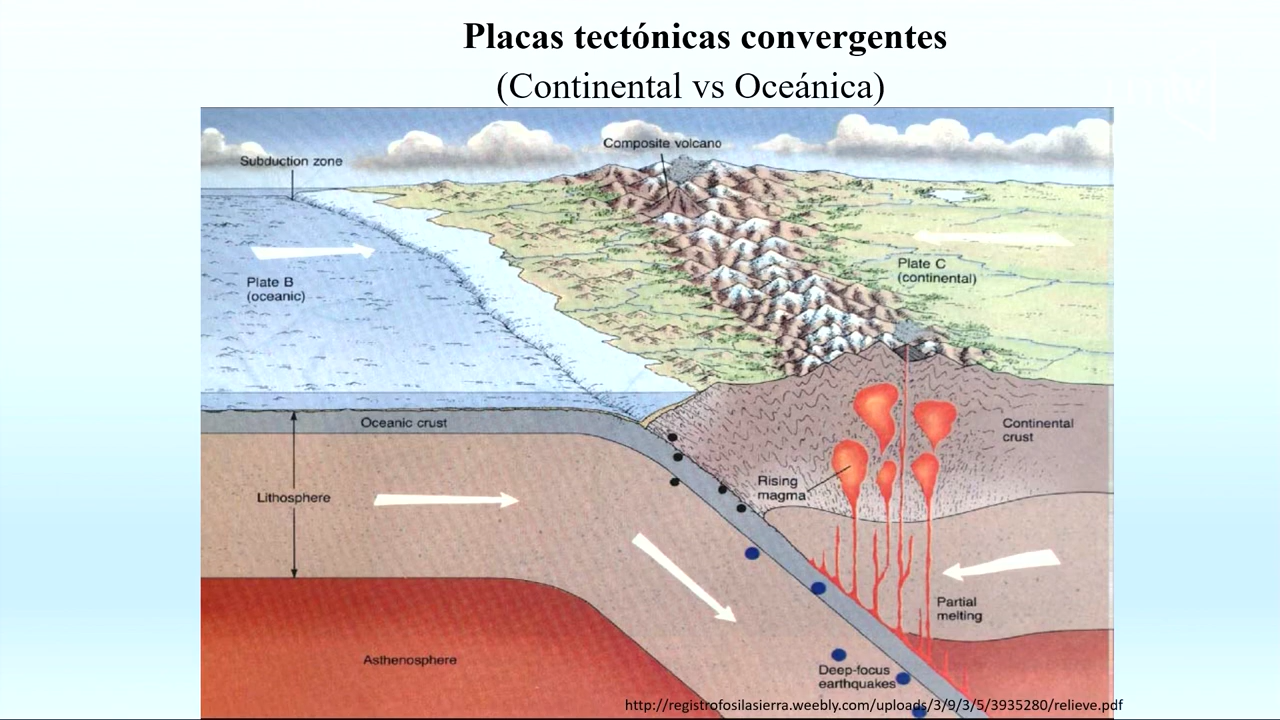 Placas tectónicas convergentes
(Continental vs Oceánica)
Composite volcano
Subduction zone
Plate C
(continental)
Plate B
(oceanic)
Oceanic crust
Continental
crust
Rising
magma
Lithosphere
Partial
melting
Asthenosphere
Deep-focus
earthquakes
http://registrofosilasierra.weebly.com/uploads/3/9/3/5/3935280/relieve.pdf